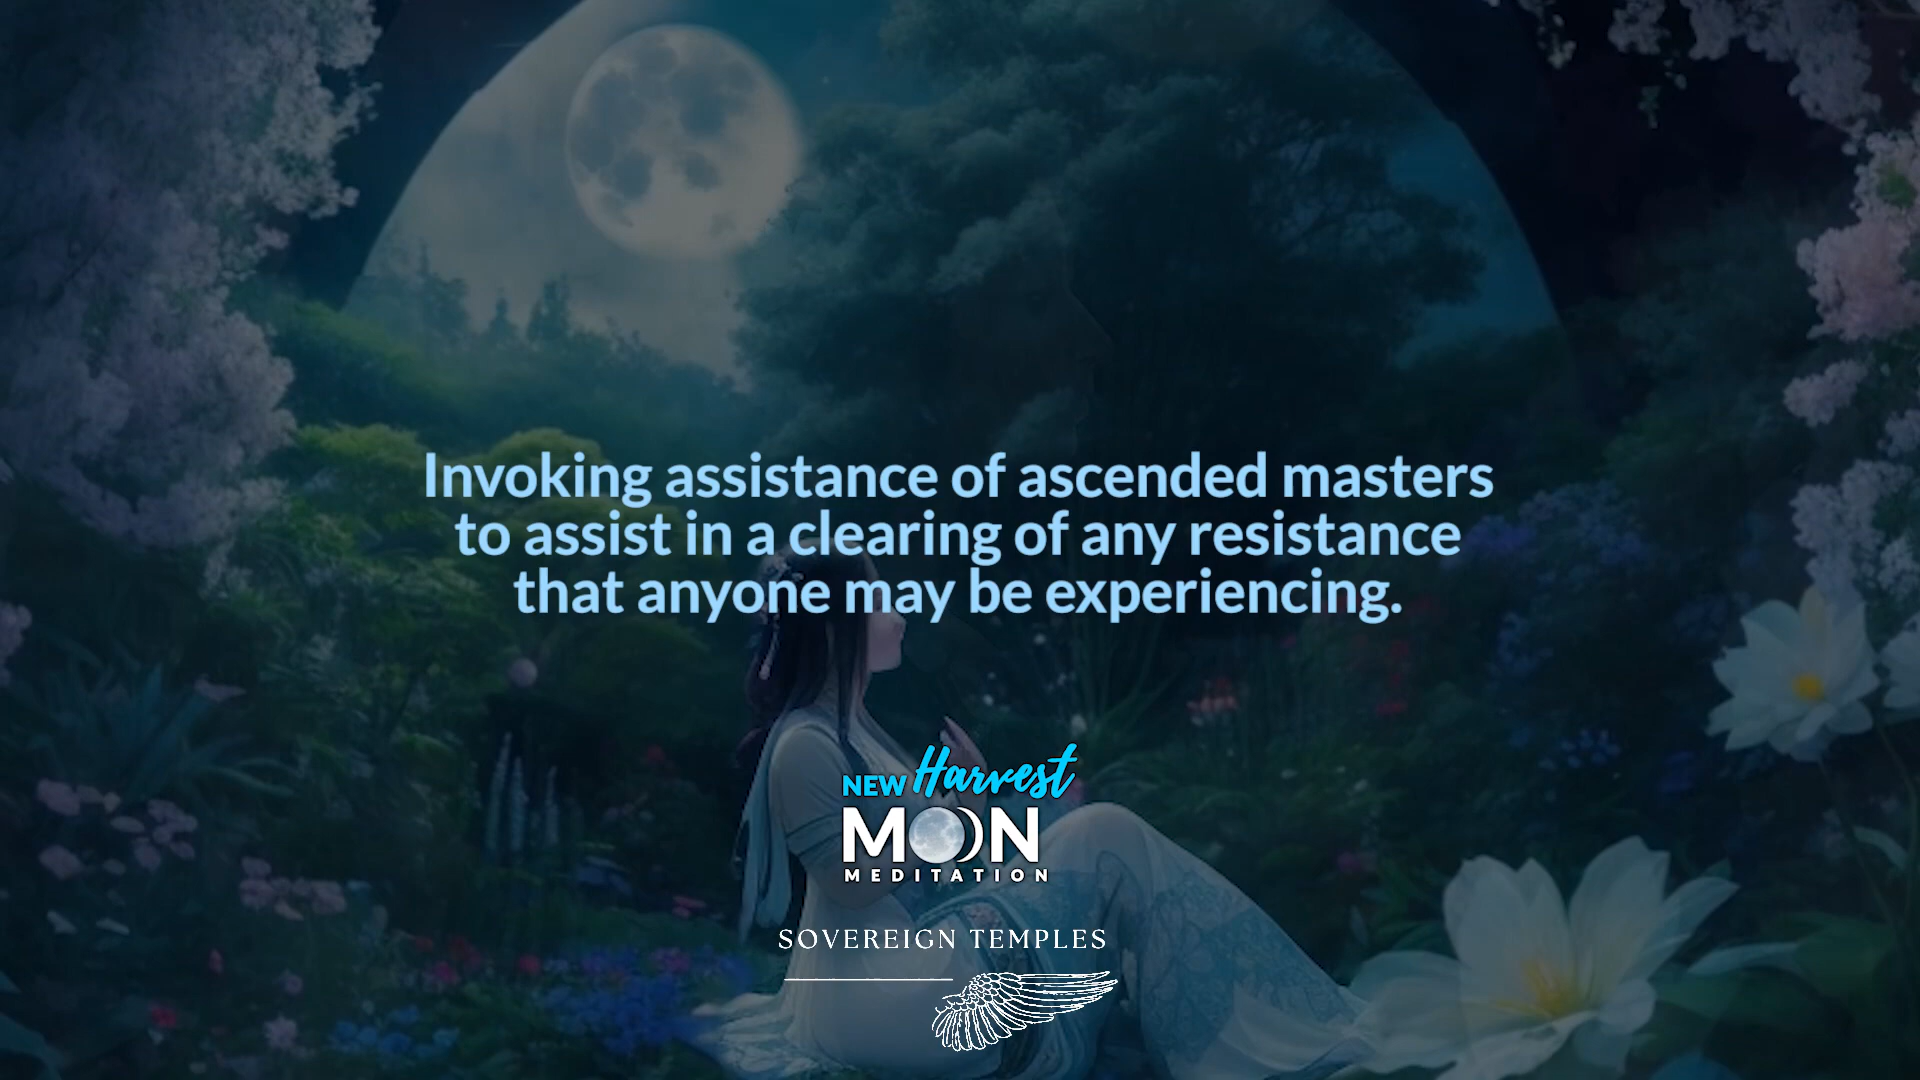 Invoking assistance of ascended masters
to assist in a clearing of any resistance
that anyone may be experiencing.
NEW Harvest
MOON
MEDITATION
SOVEREIGN TEMPLES